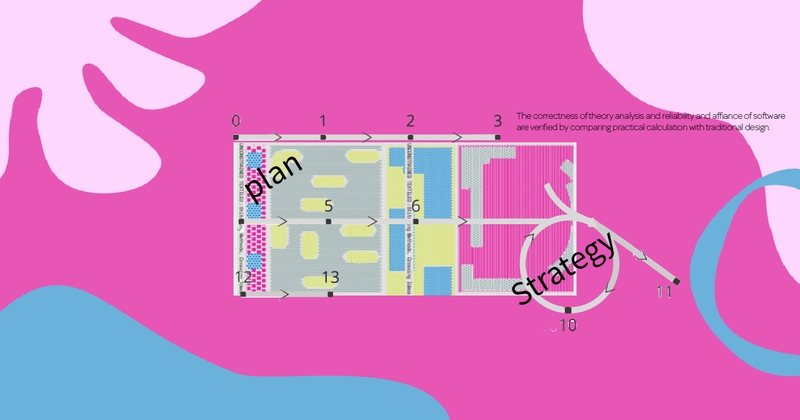 0 1 2 3
The correctness of theory analysis and reliability and affiance of software
are verified by comparing practical calculation with traditional design.
plan
5 6
Strategy
12 13
11
10